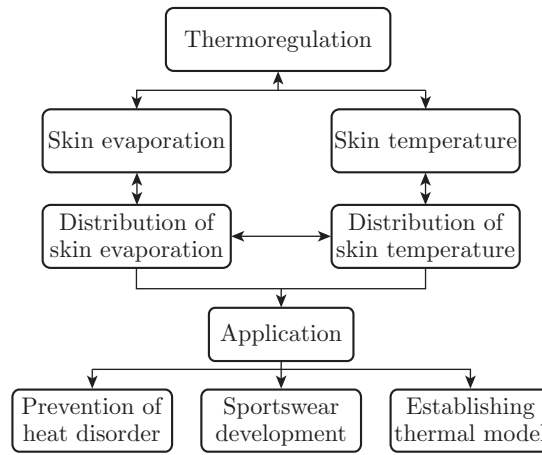 Thermoregulation
Skin evaporation
Skin temperature
Distribution of
skin evaporation
Distribution of
skin temperature
Application
Prevention of
heat disorder
Sportswear
development
Establishing
thermal model